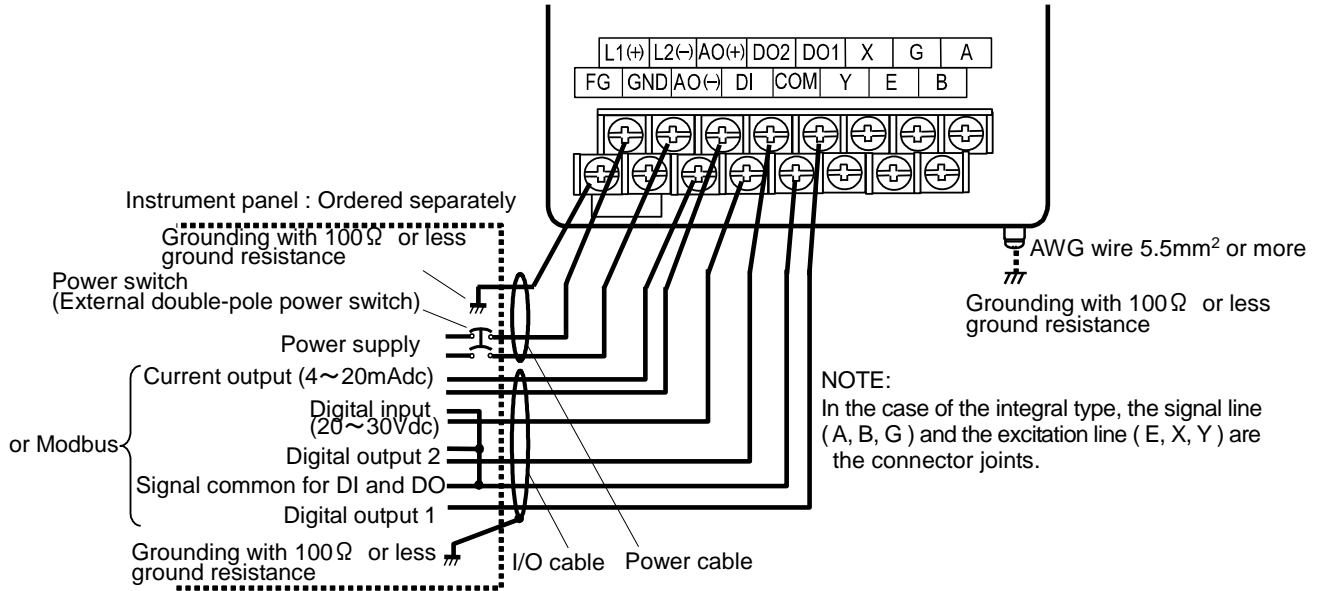 L1(+) L2(−) AO(+) DO2 DO1 X G A
FG GND AO(−) DI COM Y E B
Instrument panel : Ordered separately
Grounding with 100Ω or less
ground resistance
Power switch
(External double-pole power switch)
Power supply
Current output (4～20mAdc)
Digital input
(20～30Vdc)
or Modbus
Digital output 2
Signal common for DI and DO
Digital output 1
Grounding with 100Ω or less
ground resistance
I/O cable
Power cable
AWG wire 5.5mm² or more
Grounding with 100Ω or less
ground resistance
NOTE:
In the case of the integral type, the signal line
( A, B, G ) and the excitation line ( E, X, Y ) are
the connector joints.